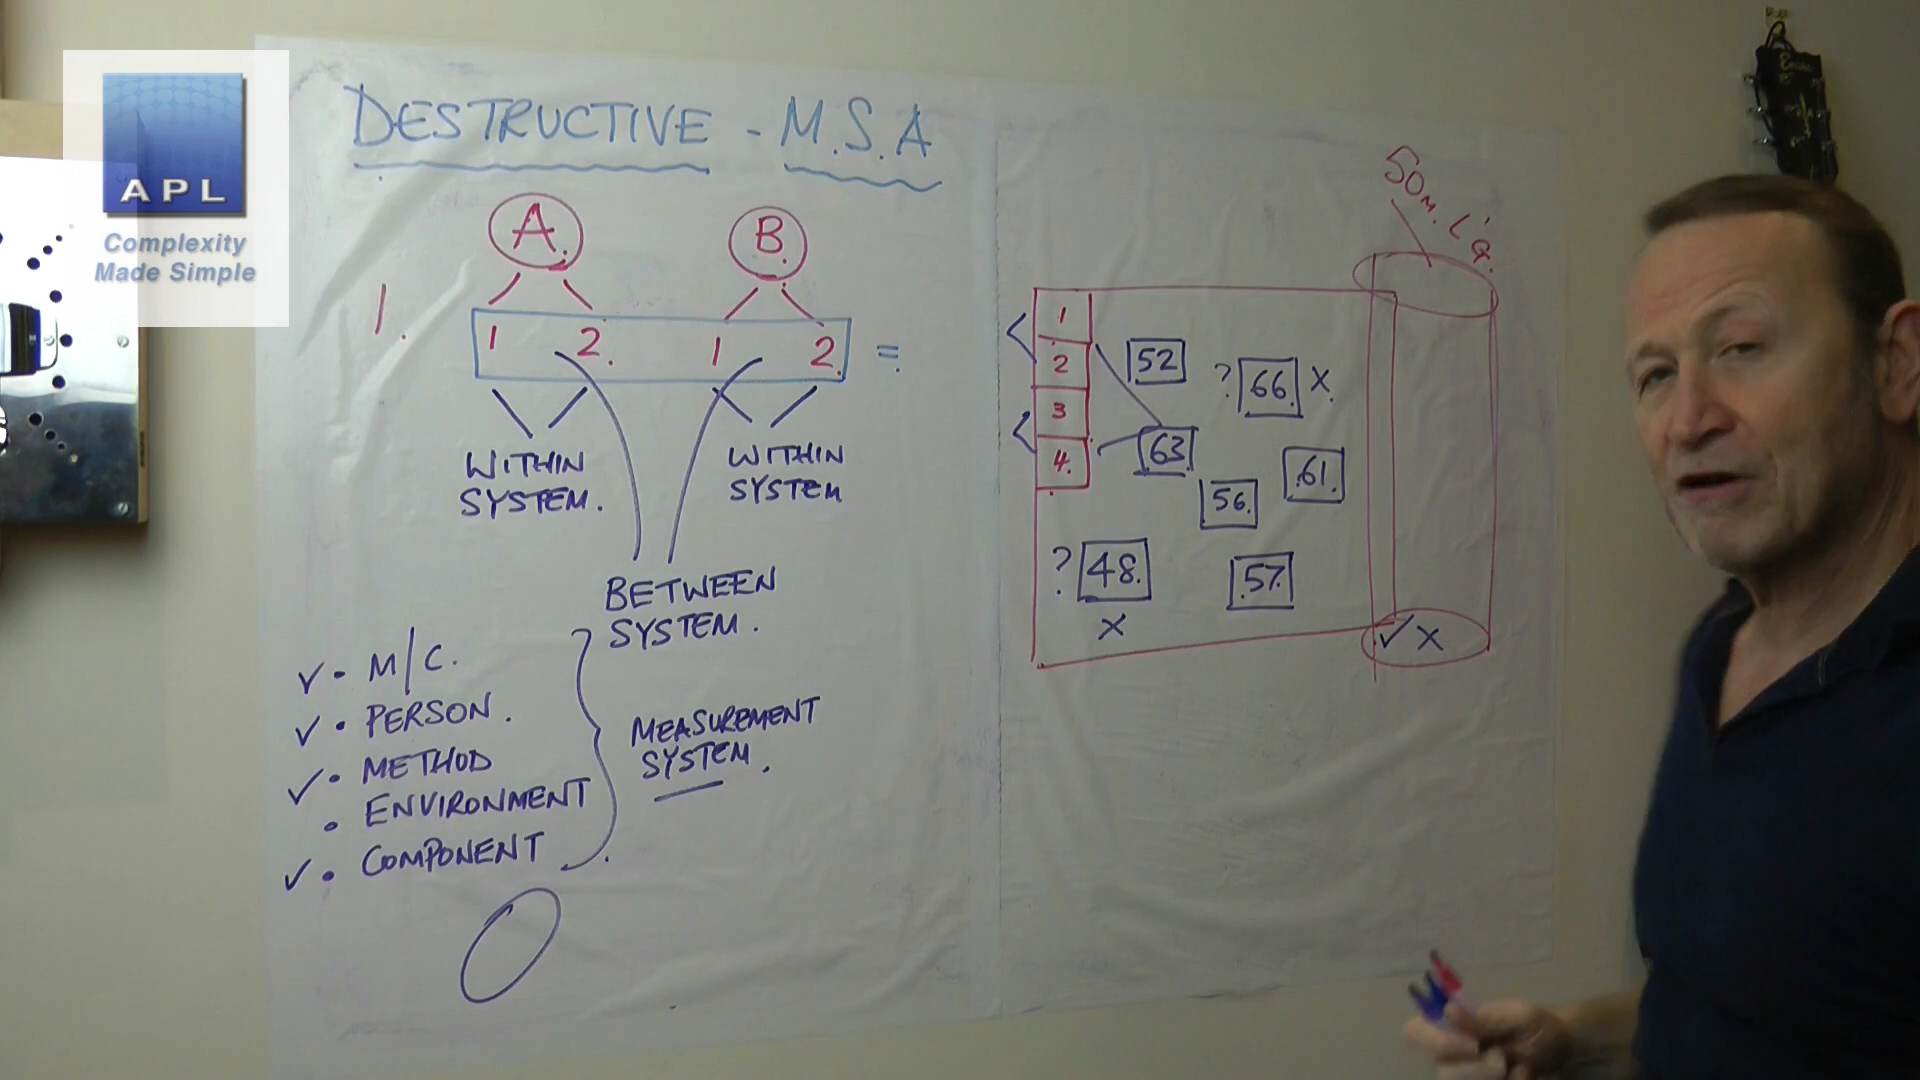 APL
Complexity
Made Simple
DESTRUCTIVE - M.S.A
A. B.
1. 1 2. 1 2. =
WITHIN
SYSTEM.
WITHIN
SYSTEM
BETWEEN
SYSTEM.
✓ • M/C.
✓ • PERSON.
✓ • METHOD
• ENVIRONMENT
✓ • COMPONENT
MEASUREMENT
SYSTEM.
50m.
1
2
3
4.
52
? 66. X.
63
61.
56.
? 48.
X
57.
✓ X